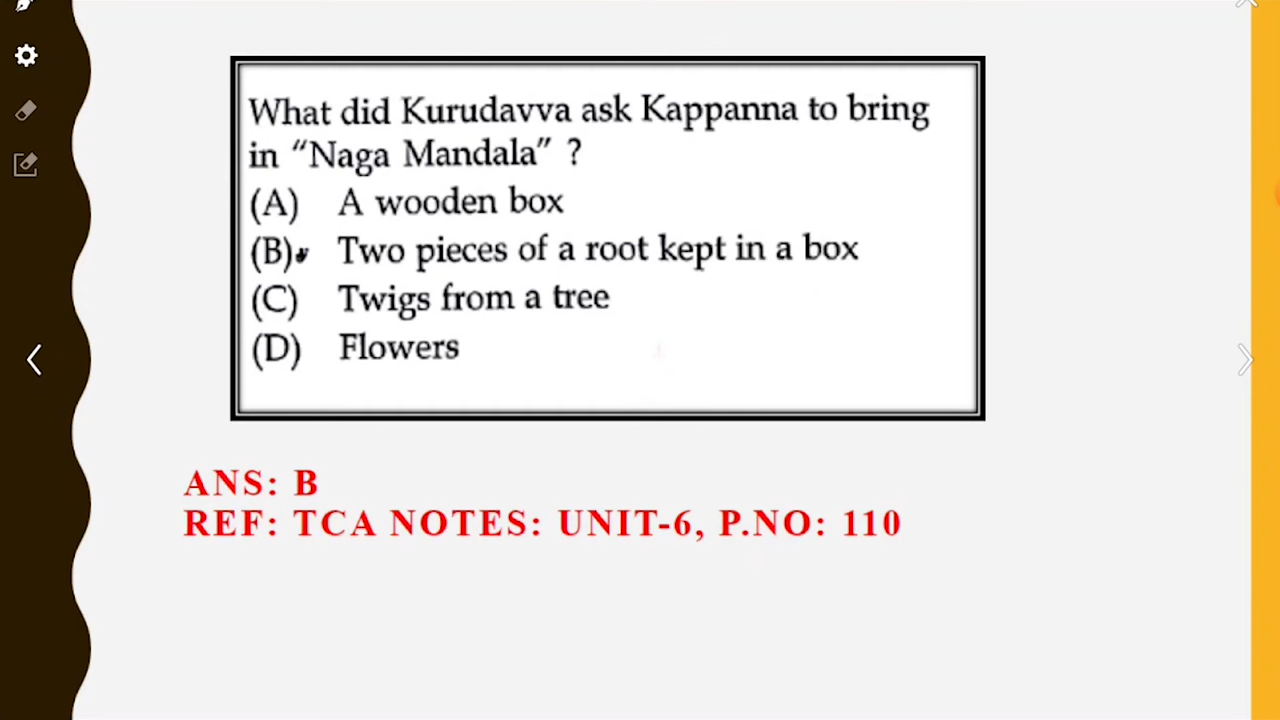 What did Kurudavva ask Kappanna to bring
in “Naga Mandala” ?
(A) A wooden box
(B) Two pieces of a root kept in a box
(C) Twigs from a tree
(D) Flowers
ANS: B
REF: TCA NOTES: UNIT-6, P.NO: 110